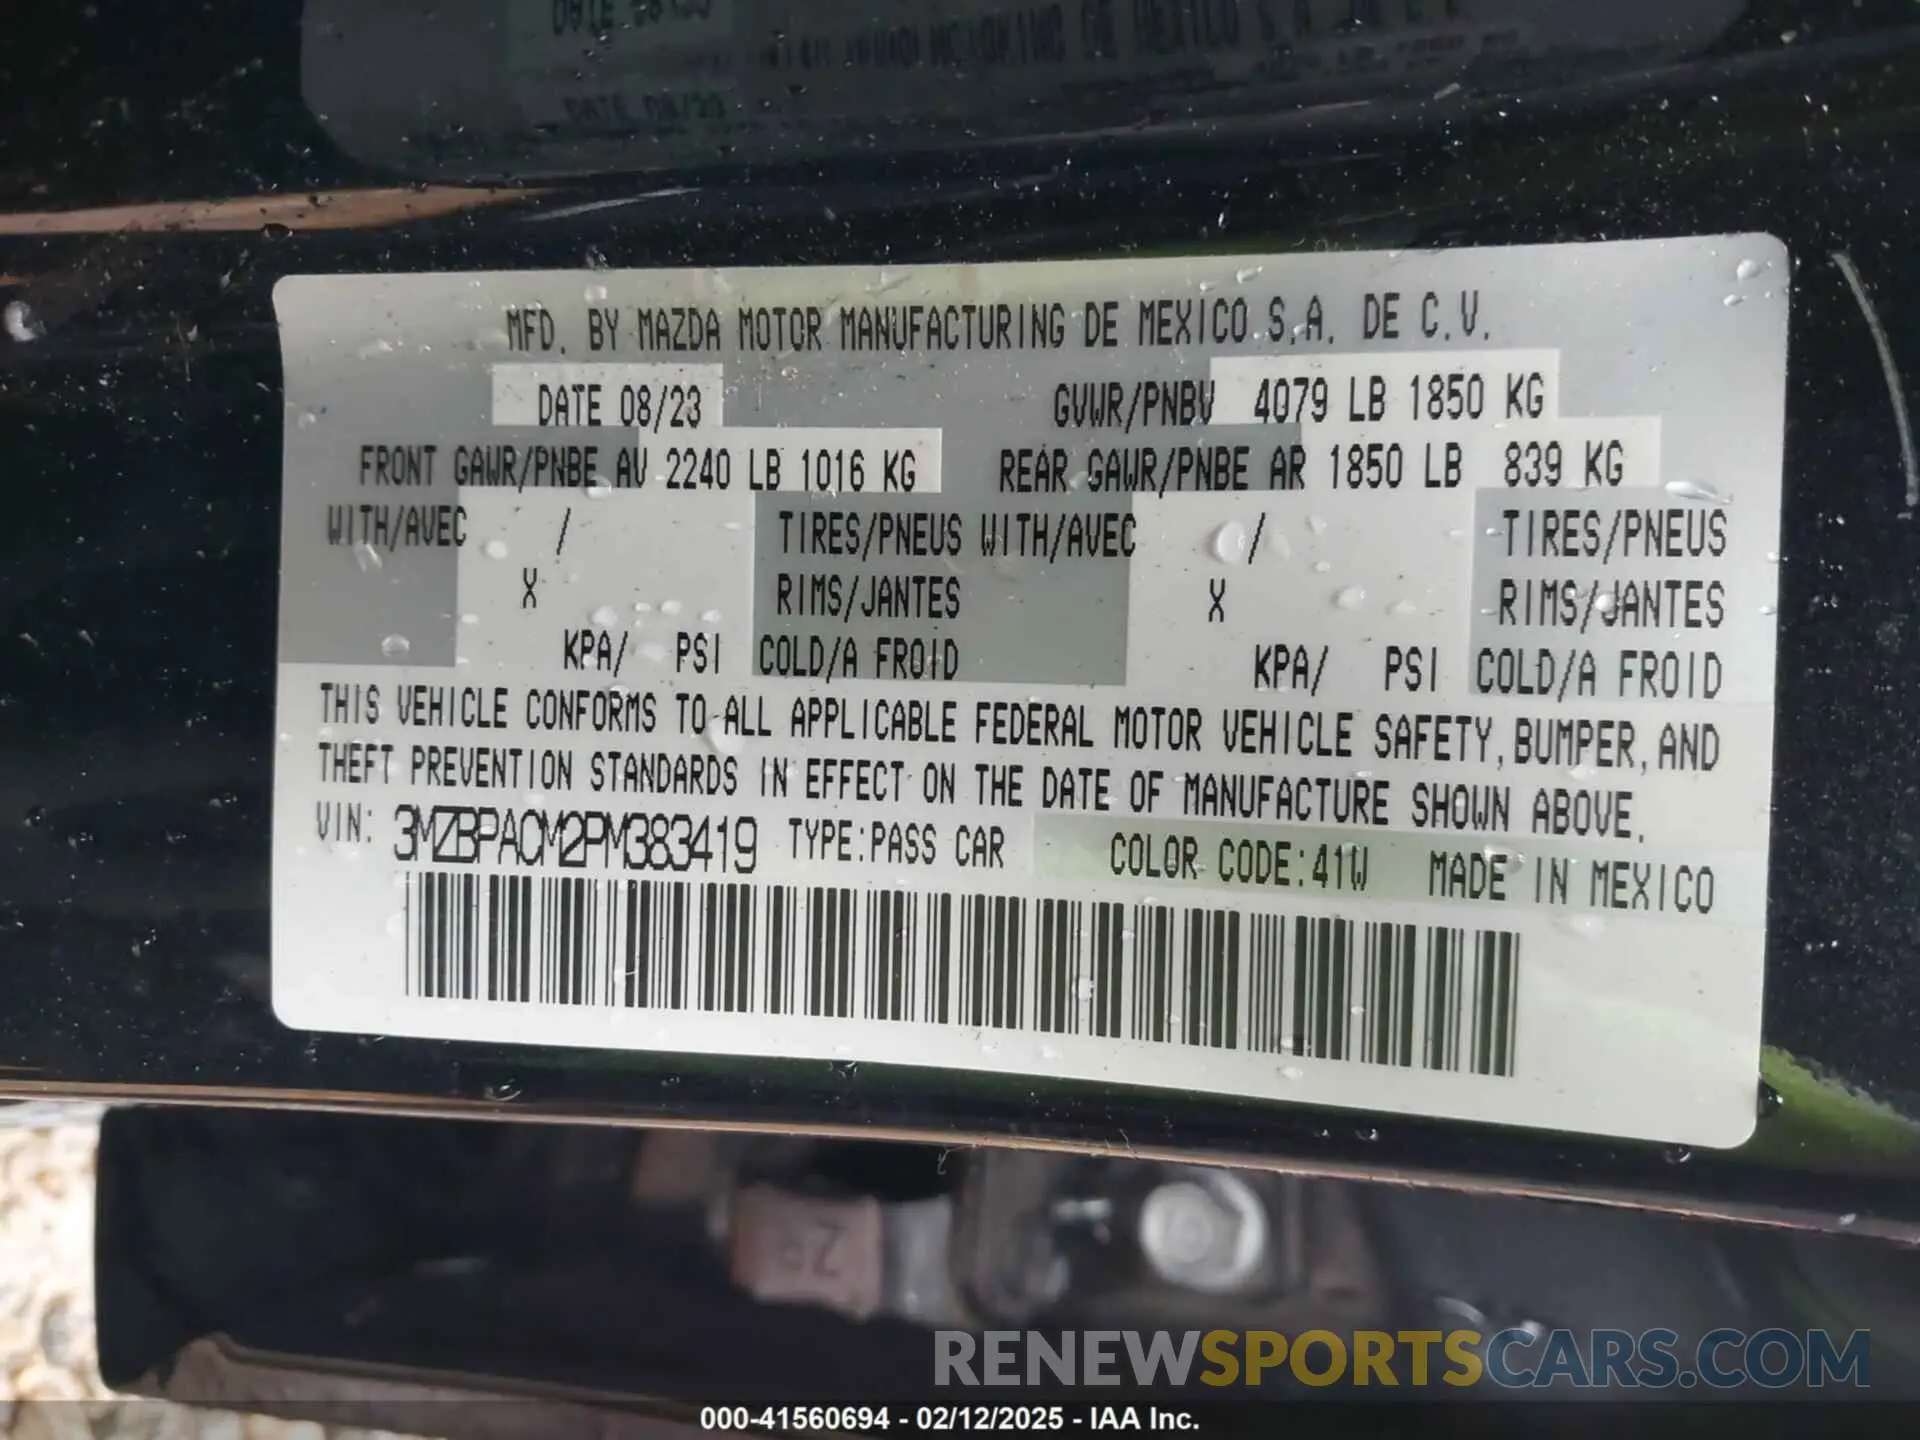 DATE 08/23
MFD. BY MAZDA MOTOR MANUFACTURING DE MEXICO S.A. DE C.V.
DATE 08/23 GVWR/PNBV 4079 LB 1850 KG
FRONT GAWR/PNBE AV 2240 LB 1016 KG REAR GAWR/PNBE AR 1850 LB 839 KG
WITH/AVEC / TIRES/PNEUS WITH/AVEC / TIRES/PNEUS
X RIMS/JANTES X RIMS/JANTES
KPA/ PSI COLD/A FROID KPA/ PSI COLD/A FROID
THIS VEHICLE CONFORMS TO ALL APPLICABLE FEDERAL MOTOR VEHICLE SAFETY, BUMPER, AND
THEFT PREVENTION STANDARDS IN EFFECT ON THE DATE OF MANUFACTURE SHOWN ABOVE.
VIN: 3MZBPACM2PM383419 TYPE:PASS CAR COLOR CODE:41W MADE IN MEXICO
RENEWSPORTSCARS.COM
000-41560694 - 02/12/2025 - IAA Inc.